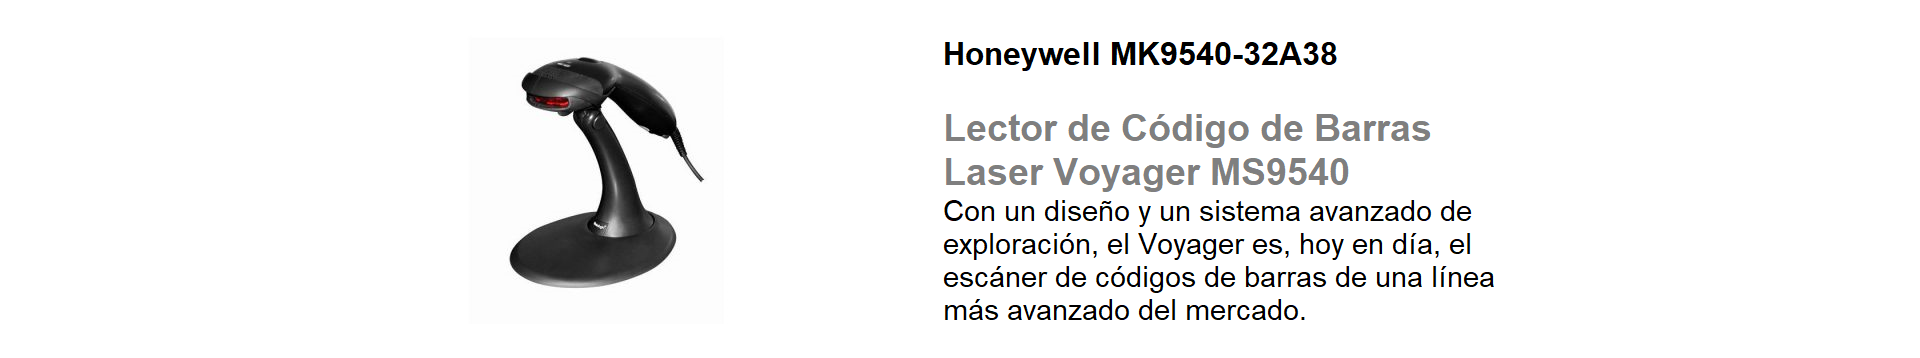 Honeywell MK9540-32A38
Lector de Código de Barras
Laser Voyager MS9540
Con un diseño y un sistema avanzado de
exploración, el Voyager es, hoy en día, el
escáner de códigos de barras de una línea
más avanzado del mercado.